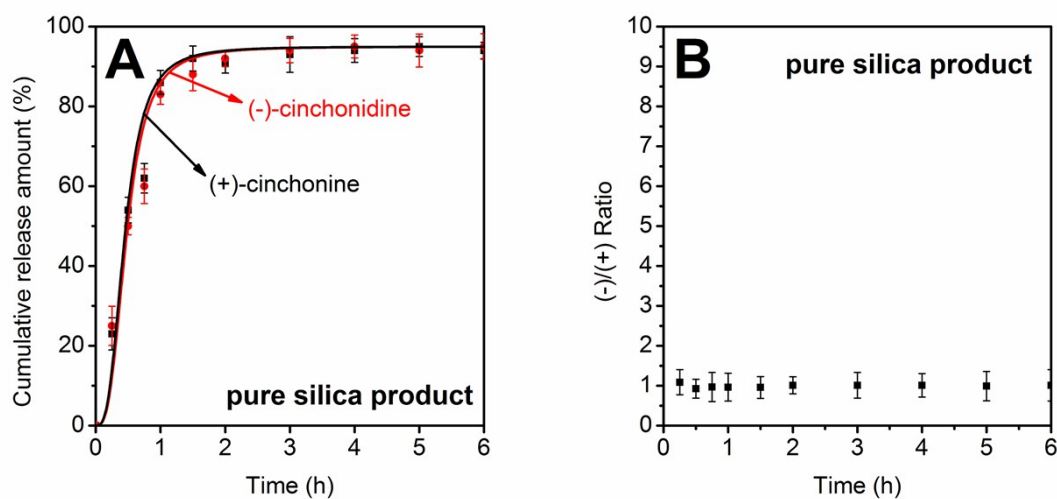 A
(-)-cinchonidine
(+)-cinchonine
pure silica product
Cumulative release amount (%)
100
80
60
40
20
0
0 1 2 3 4 5 6
Time (h)
B
pure silica product
(-)/(+) Ratio
10
9
8
7
6
5
4
3
2
1
0
0 1 2 3 4 5 6
Time (h)